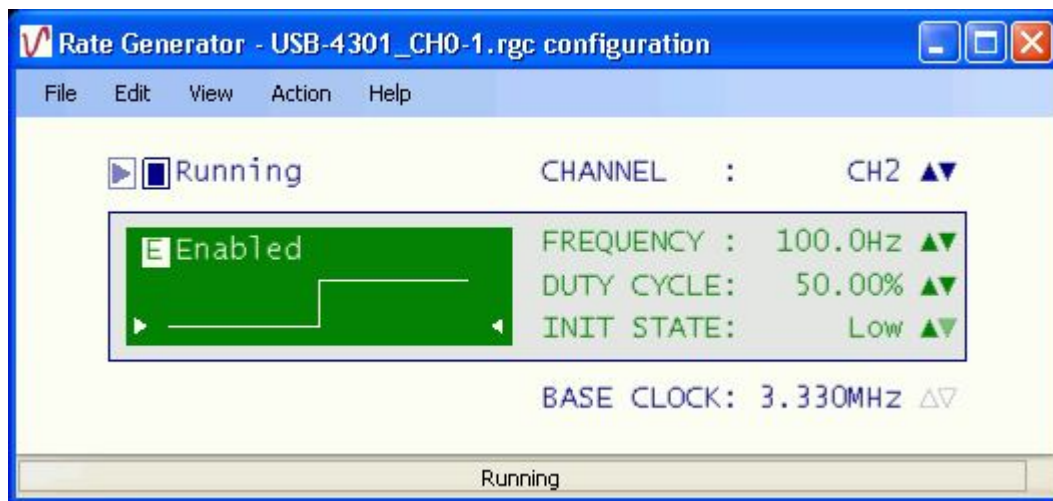 Rate Generator - USB-4301_CH0-1.rgc configuration
File Edit View Action Help
Running CHANNEL : CH2
E Enabled FREQUENCY : 100.0Hz
DUTY CYCLE: 50.00%
INIT STATE: Low
BASE CLOCK: 3.330MHz
Running